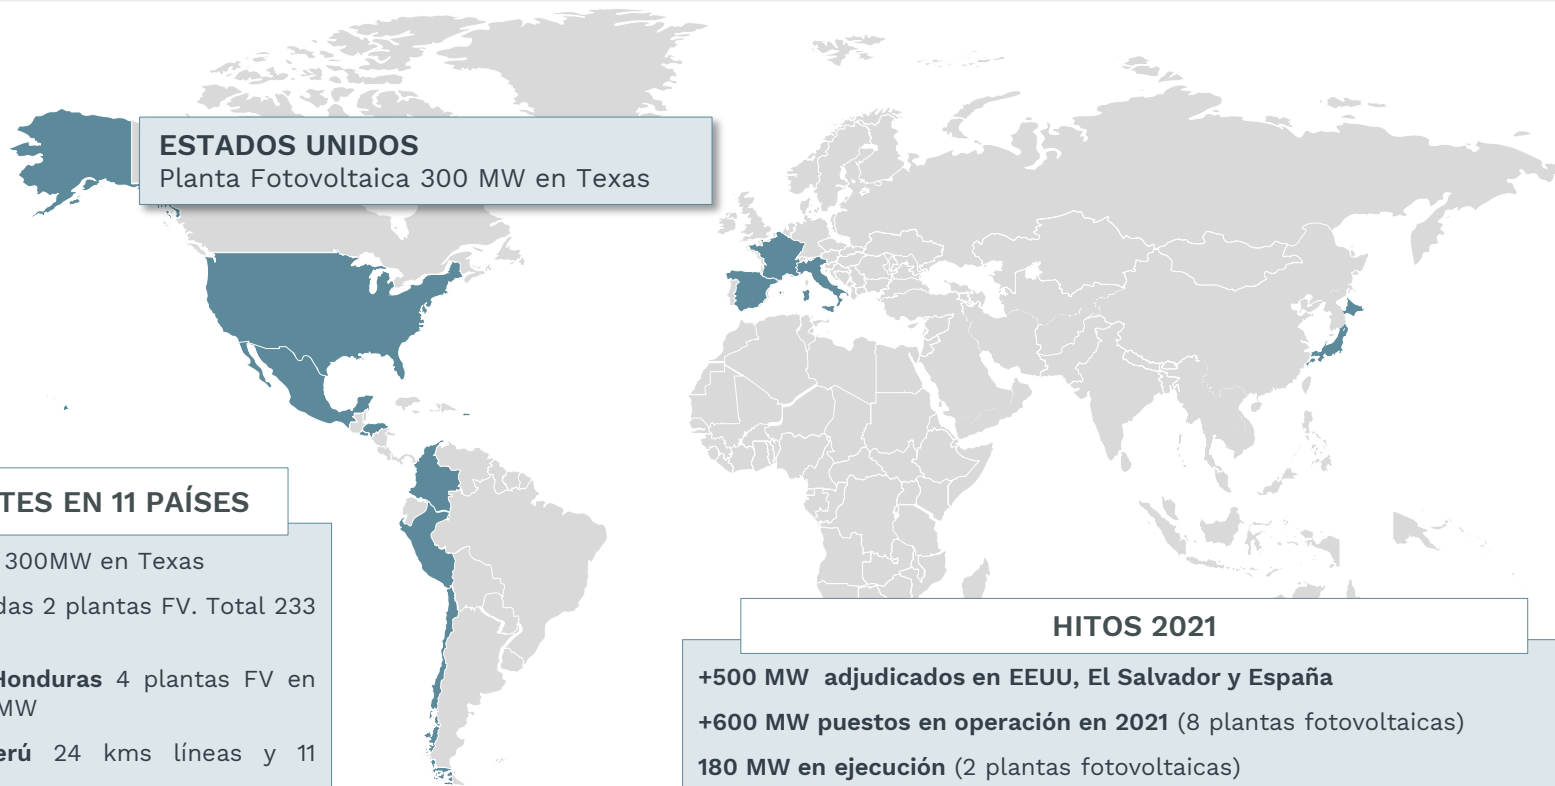 ESTADOS UNIDOS
Planta Fotovoltaica 300 MW en Texas
TES EN 11 PAÍSES
300MW en Texas
das 2 plantas FV. Total 233
Honduras 4 plantas FV en
MW
erú 24 kms líneas y 11
HITOS 2021
+500 MW adjudicados en EEUU, El Salvador y España
+600 MW puestos en operación en 2021 (8 plantas fotovoltaicas)
180 MW en ejecución (2 plantas fotovoltaicas)